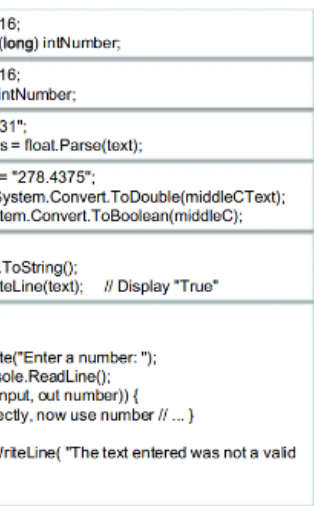 16;
(long) intNumber;
16;
intNumber;
31";
s = float.Parse(text);
= "278.4375";
System.Convert.ToDouble(middleCText);
tem.Convert.ToBoolean(middleC);
.ToString();
teLine(text); // Display "True"
te("Enter a number: ");
sole.ReadLine();
nput, out number)) {
ectly, now use number // ... }
WriteLine( "The text entered was not a valid